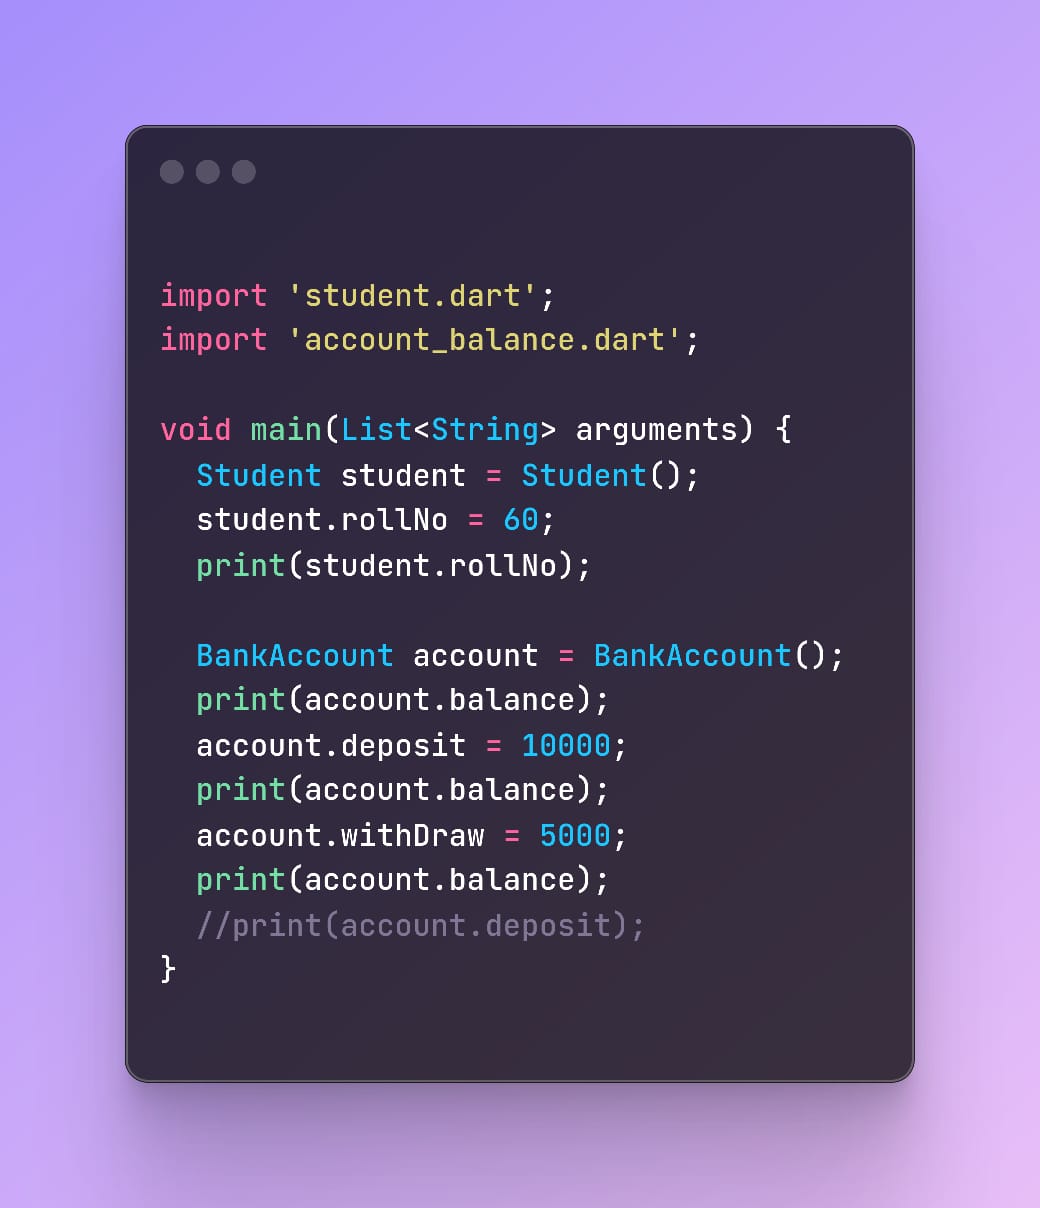 import 'student.dart';
import 'account_balance.dart';

void main(List<String> arguments) {
  Student student = Student();
  student.rollNo = 60;
  print(student.rollNo);

  BankAccount account = BankAccount();
  print(account.balance);
  account.deposit = 10000;
  print(account.balance);
  account.withDraw = 5000;
  print(account.balance);
  //print(account.deposit);
}